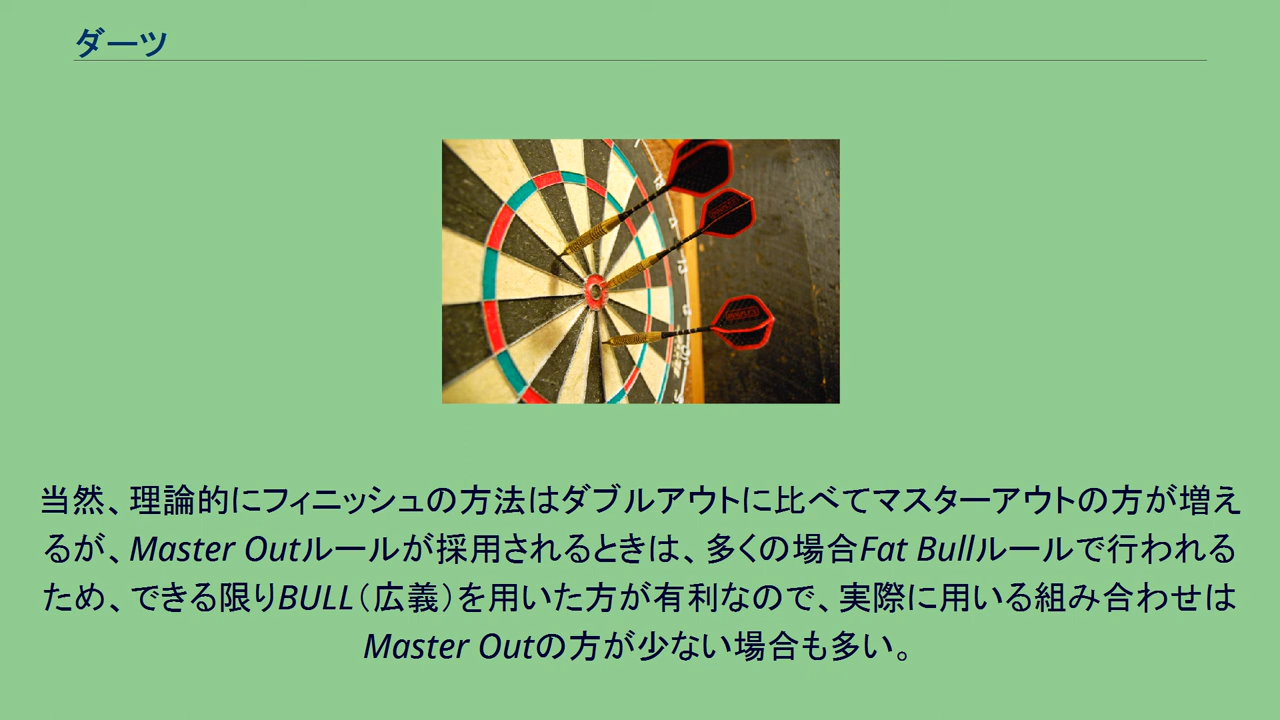 ダーツ
当然、理論的にフィニッシュの方法はダブルアウトに比べてマスターアウトの方が増え
るが、Master Outルールが採用されるときは、多くの場合Fat Bullルールで行われる
ため、できる限りBULL（広義）を用いた方が有利なので、実際に用いる組み合わせは
Master Outの方が少ない場合も多い。